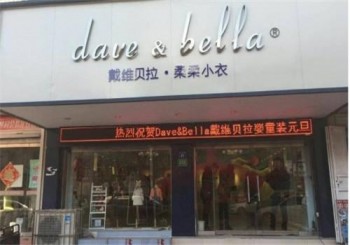 dave & bella®
戴维贝拉·柔柔小衣
热烈祝贺Dave&Bella戴维贝拉婴童装元旦